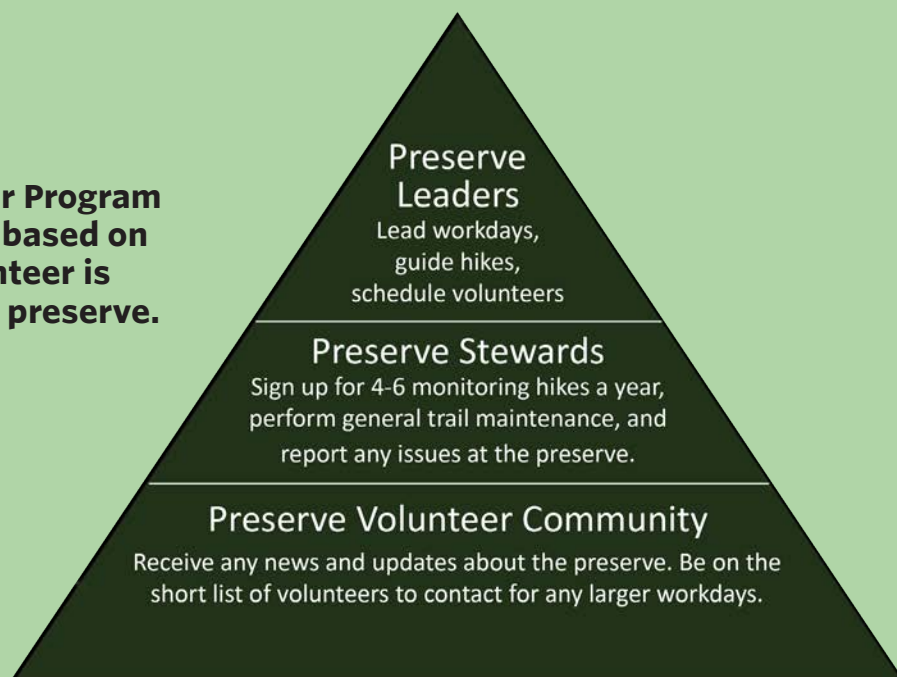 r Program
based on
nteer is
preserve.
Preserve
Leaders
Lead workdays,
guide hikes,
schedule volunteers
Preserve Stewards
Sign up for 4-6 monitoring hikes a year,
perform general trail maintenance, and
report any issues at the preserve.
Preserve Volunteer Community
Receive any news and updates about the preserve. Be on the
short list of volunteers to contact for any larger workdays.